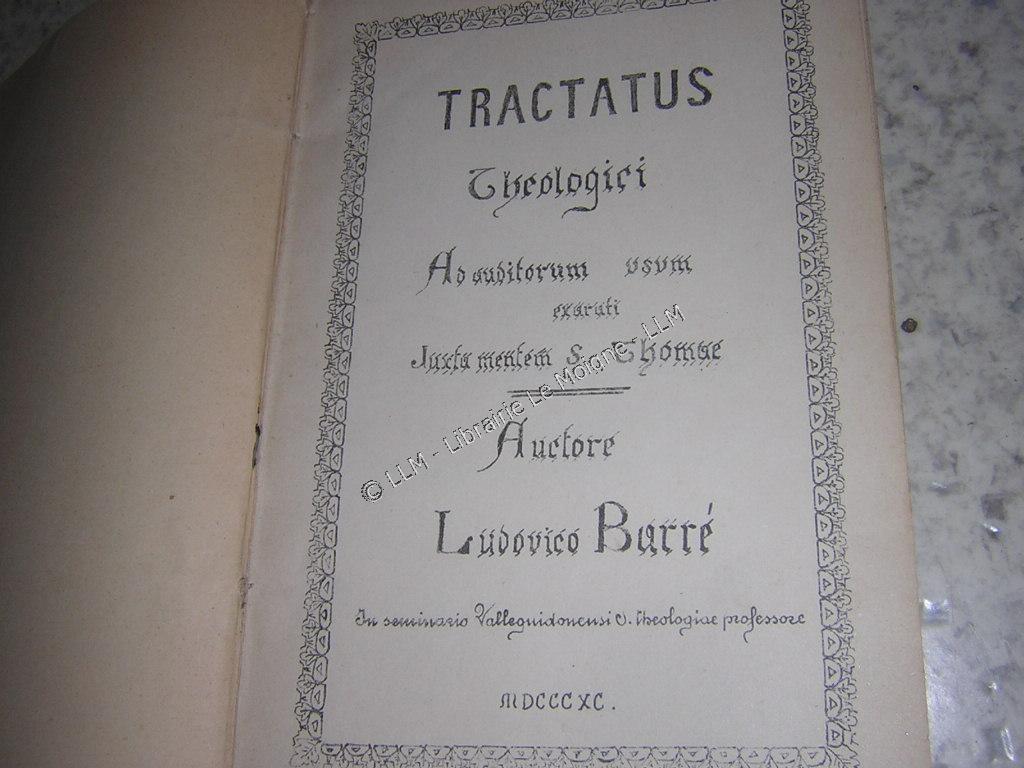 TRACTATUS
Theologici
Ad auditorum usum
exarati
Juxta mentem S. Thomae
© LLM - Librairie Le Moigne, LLM
Auctore
Ludovico Barré
In seminario Valleguidonensi S. theologiae professore
MDCCCXC.